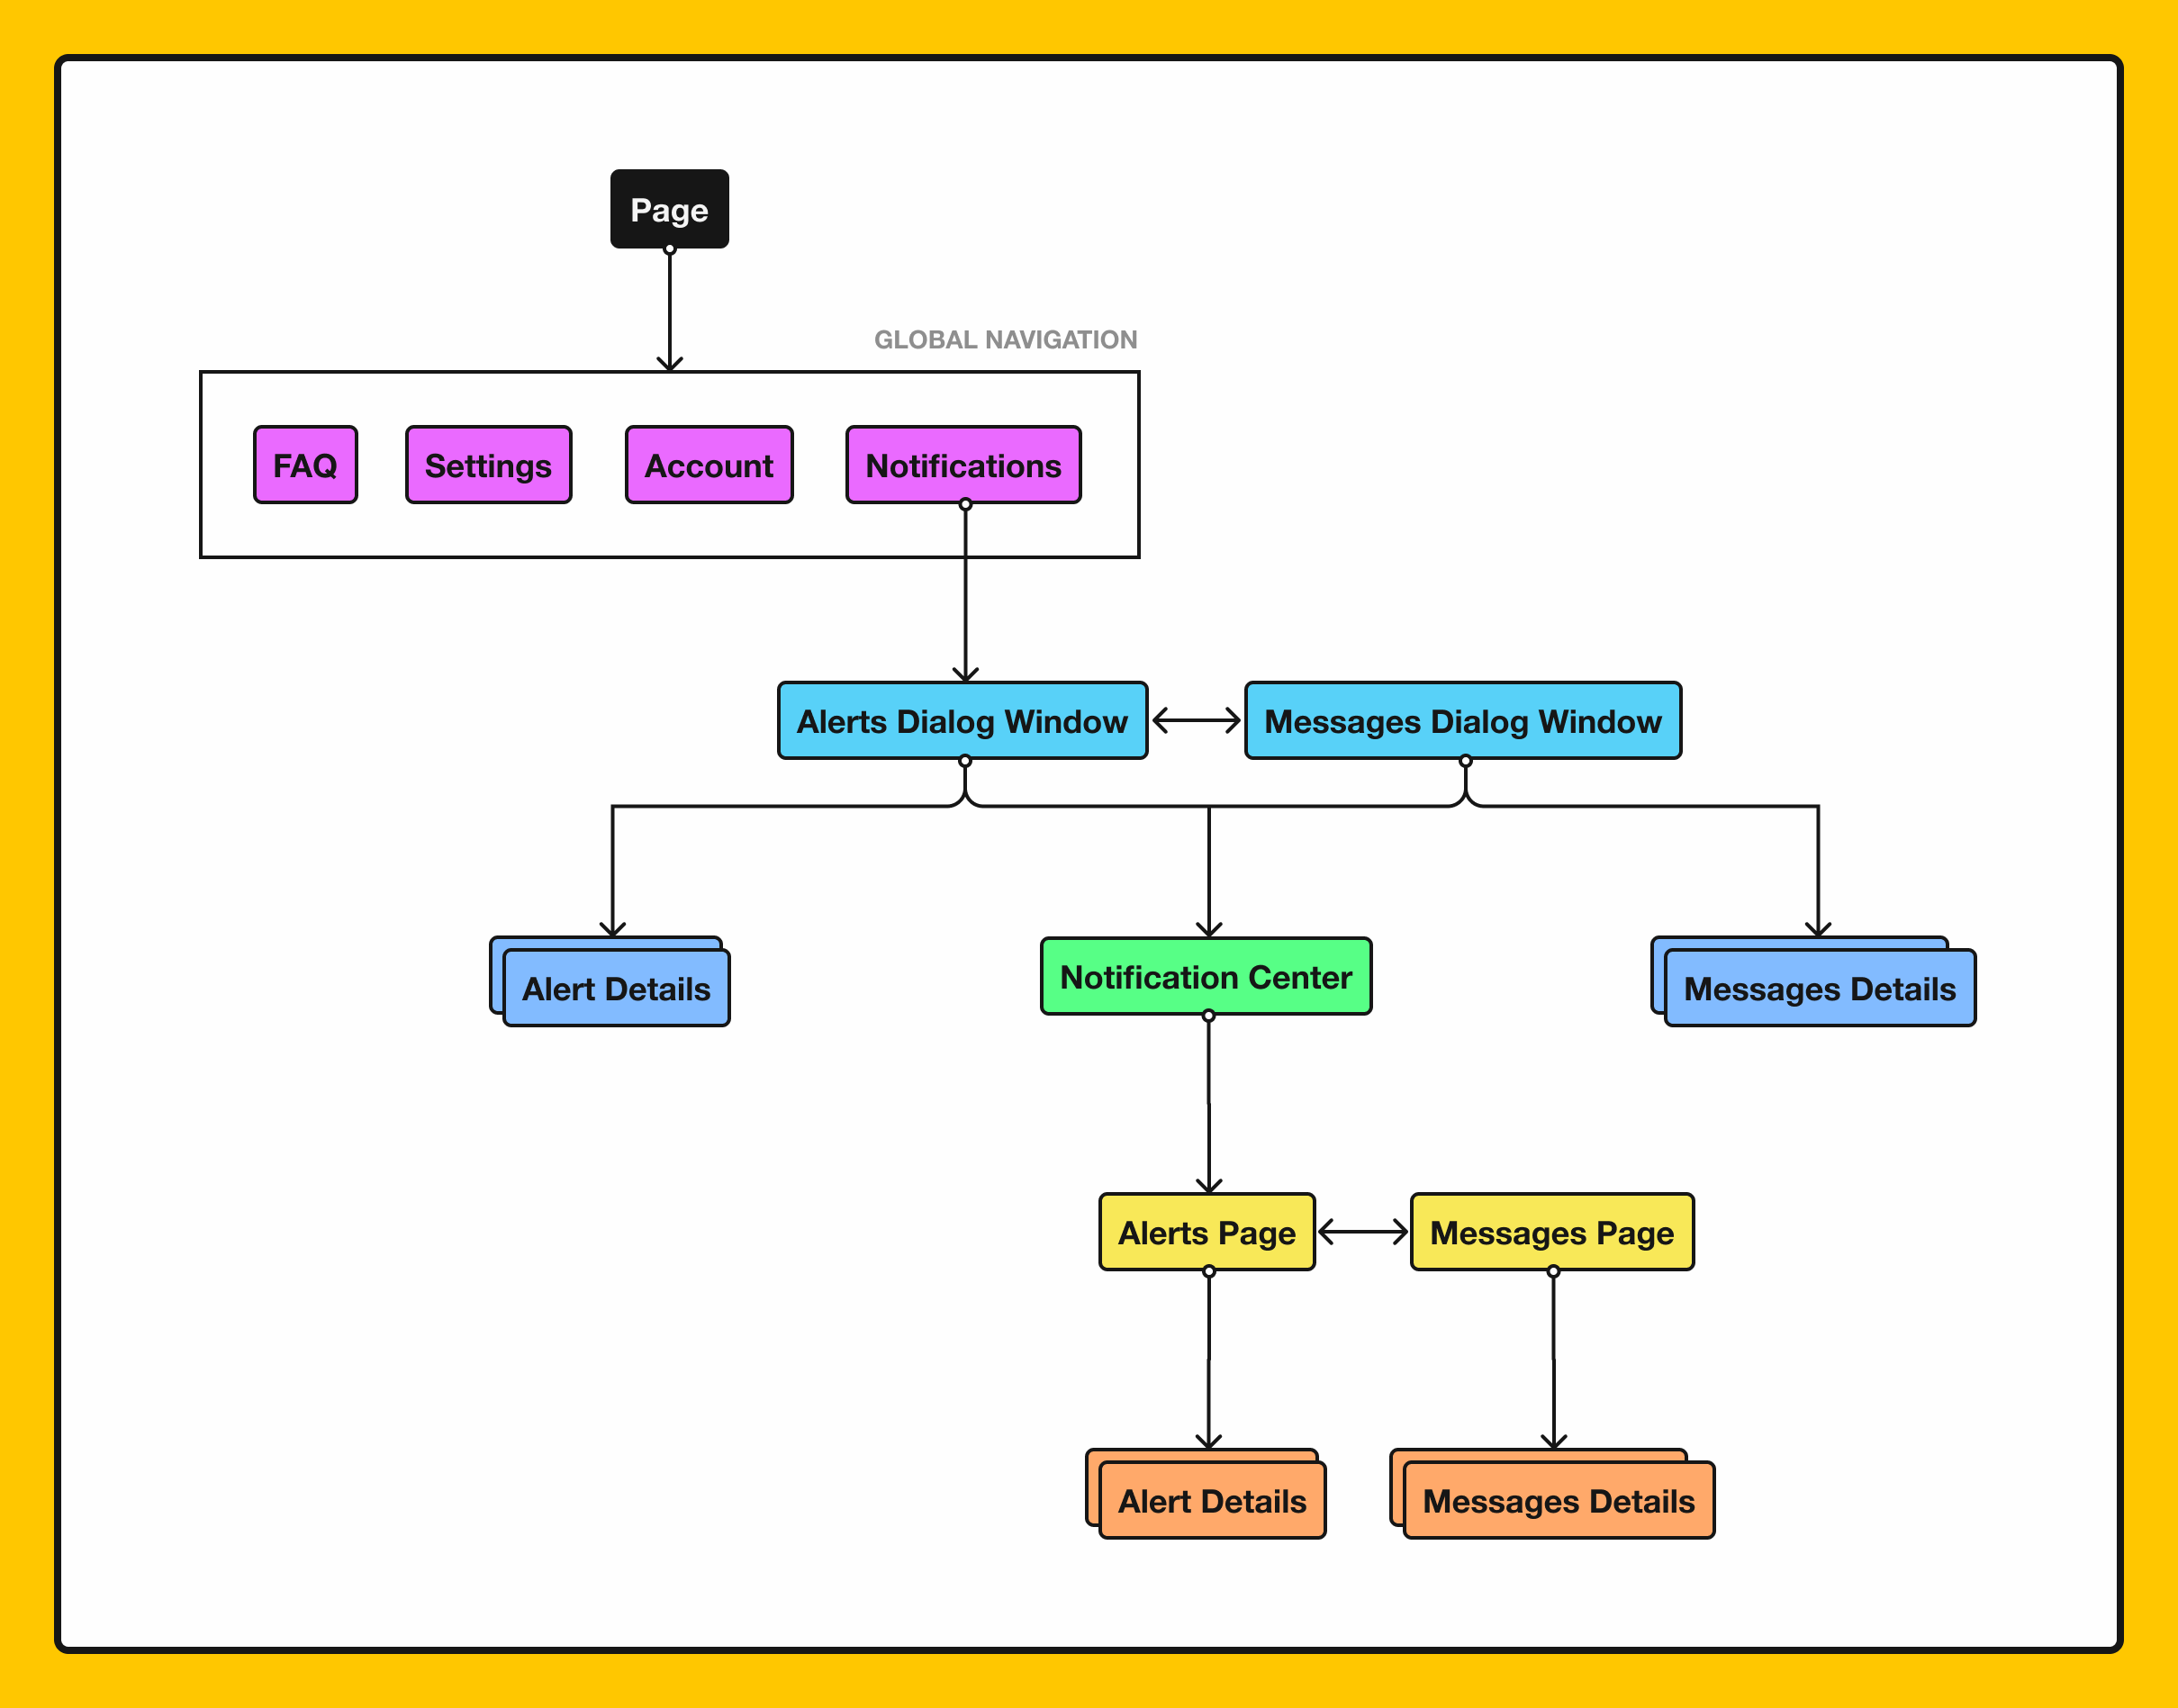 Page
GLOBAL NAVIGATION
FAQ
Settings
Account
Notifications
Alerts Dialog Window
Messages Dialog Window
Alert Details
Notification Center
Messages Details
Alerts Page
Messages Page
Alert Details
Messages Details